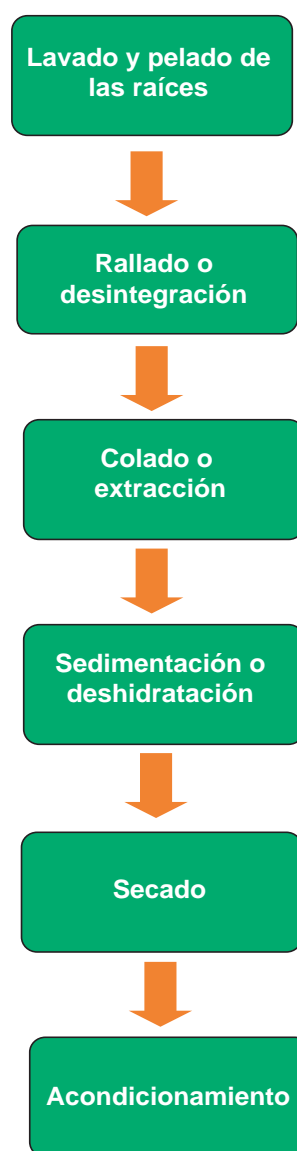 Lavado y pelado de
las raíces
Rallado o
desintegración
Colado o
extracción
Sedimentación o
deshidratación
Secado
Acondicionamiento